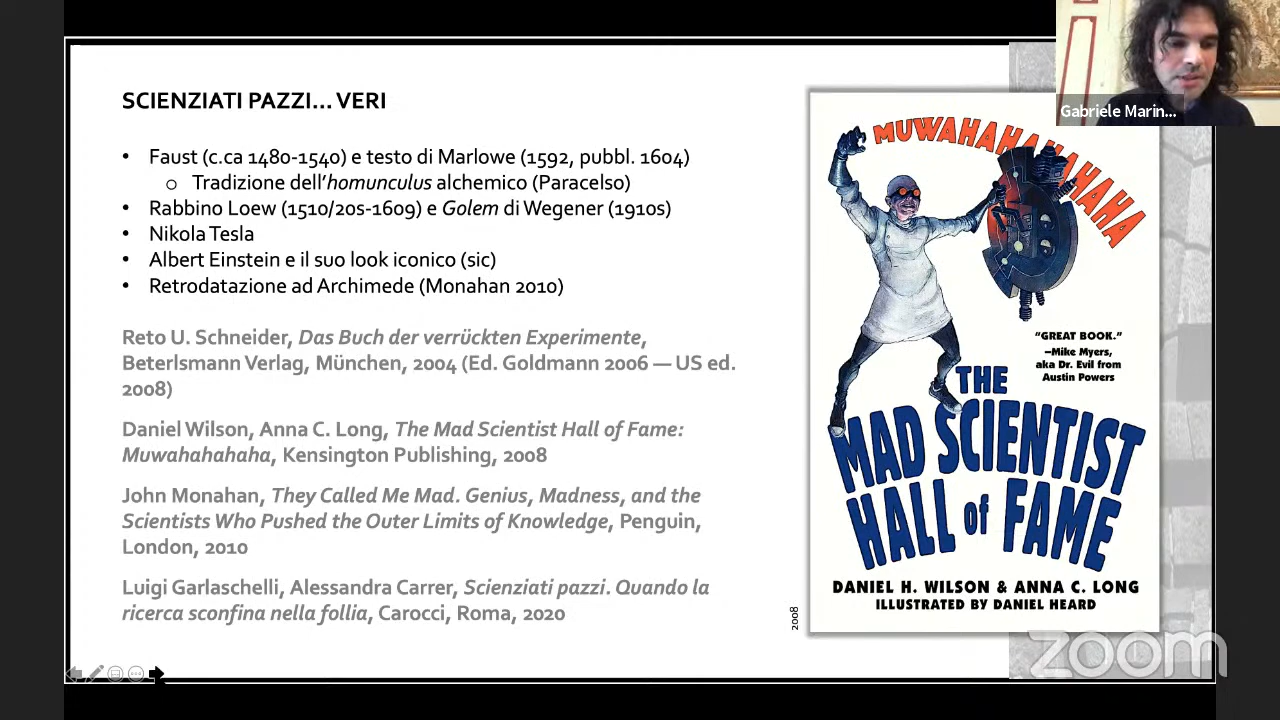 SCIENZIATI PAZZI... VERI
• Faust (c.ca 1480-1540) e testo di Marlowe (1592, pubbl. 1604)
o Tradizione dell'homunculus alchemico (Paracelso)
• Rabbino Loew (1510/20s-1609) e Golem di Wegener (1910s)
• Nikola Tesla
• Albert Einstein e il suo look iconico (sic)
• Retrodatazione ad Archimede (Monahan 2010)
Reto U. Schneider, Das Buch der verrückten Experimente,
Beterlsmann Verlag, München, 2004 (Ed. Goldmann 2006 — US ed.
2008)
Daniel Wilson, Anna C. Long, The Mad Scientist Hall of Fame:
Muwahahahaha, Kensington Publishing, 2008
John Monahan, They Called Me Mad. Genius, Madness, and the
Scientists Who Pushed the Outer Limits of Knowledge, Penguin,
London, 2010
Luigi Garlaschelli, Alessandra Carrer, Scienziati pazzi. Quando la
ricerca sconfina nella follia, Carocci, Roma, 2020
2008
"GREAT BOOK."
—Mike Myers,
aka Dr. Evil from
Austin Powers
THE
MAD SCIENTIST
HALL of FAME
DANIEL H. WILSON & ANNA C. LONG
ILLUSTRATED BY DANIEL HEARD
Gabriele Marin...
zoom